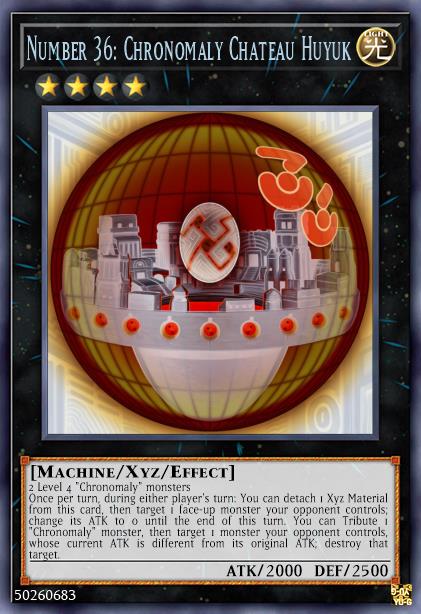 Number 36: Chronomaly Chateau Huyuk
LIGHT
光
[Machine/Xyz/Effect]
2 Level 4 "Chronomaly" monsters
Once per turn, during either player's turn: You can detach 1 Xyz Material
from this card, then target 1 face-up monster your opponent controls;
change its ATK to 0 until the end of this turn. You can Tribute 1
"Chronomaly" monster, then target 1 monster your opponent controls,
whose current ATK is different from its original ATK; destroy that
target.
ATK/2000 DEF/2500
50260683